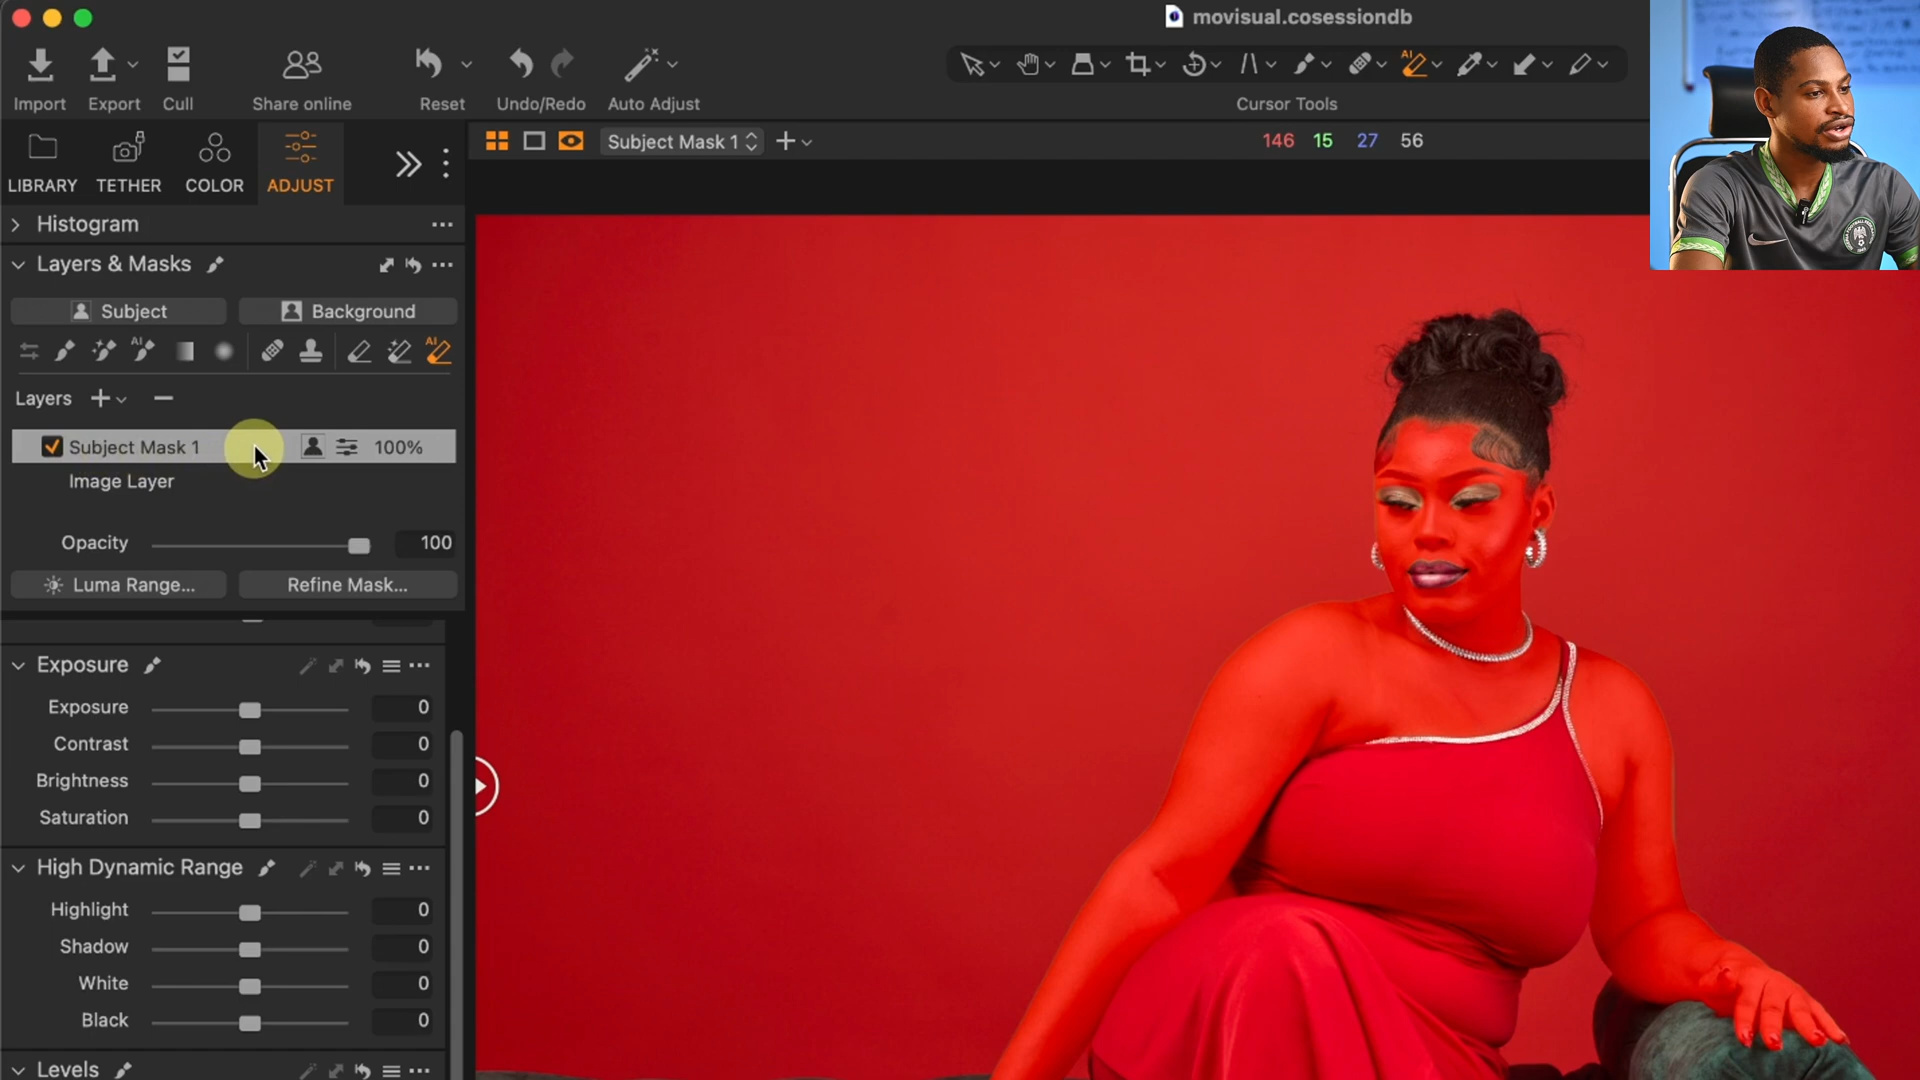 movisual.cosessiondb
Import
Export
Cull
Share online
Reset
Undo/Redo
Auto Adjust
AI
Cursor Tools
LIBRARY
TETHER
COLOR
ADJUST
Subject Mask 1
146 15 27 56
Histogram
Layers & Masks
Subject
Background
AI
AI
Layers
Subject Mask 1
100%
Image Layer
Opacity
100
Luma Range...
Refine Mask...
Exposure
Exposure 0
Contrast 0
Brightness 0
Saturation 0
High Dynamic Range
Highlight 0
Shadow 0
White 0
Black 0
Levels